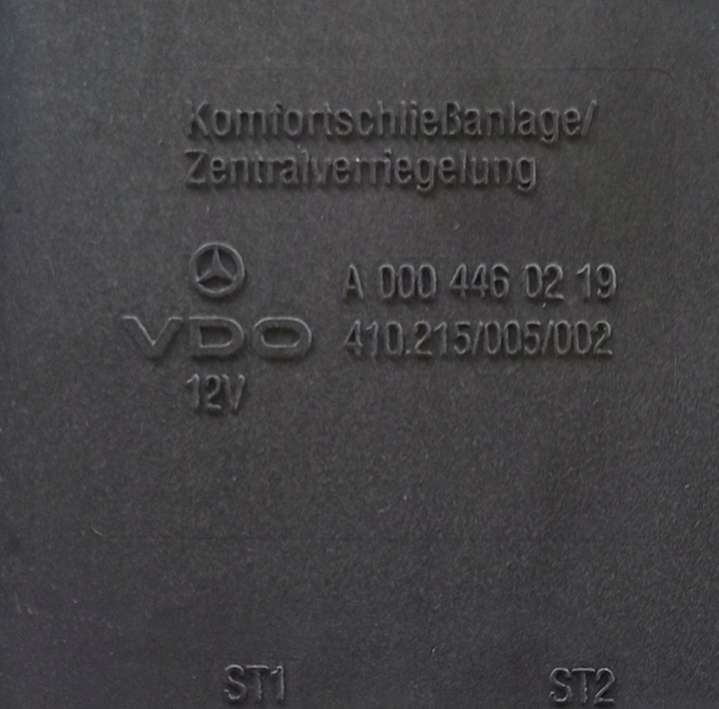 Komfortschließanlage/
Zentralverriegelung
A 000 446 02 19
VDO 410.215/005/002
12V
ST1 ST2